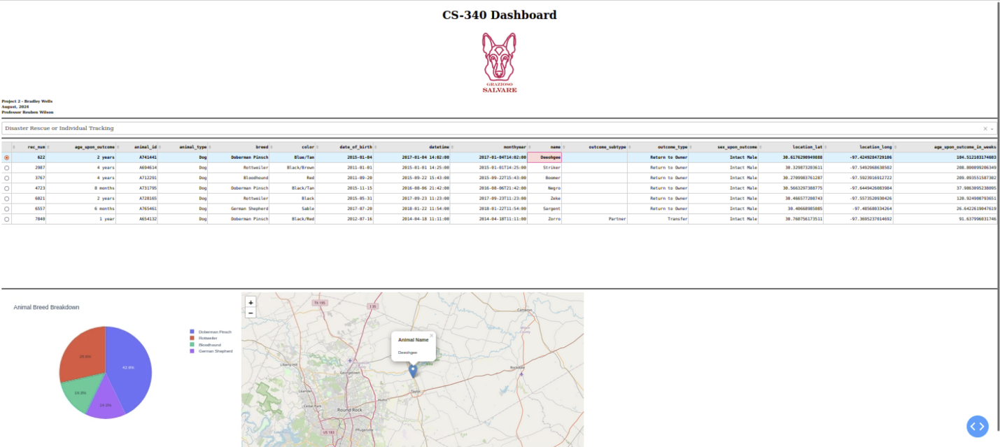 CS-340 Dashboard
GRAZIOSO
SALVARE
Project 2 - Bradley Wells
August, 2024
Professor Reuben Wilson
Disaster Rescue or Individual Tracking
rec_num age_upon_outcome animal_id animal_type breed color date_of_birth datetime monthyear name outcome_subtype outcome_type sex_upon_outcome location_lat location_long age_upon_outcome_in_weeks
622 2 years A741441 Dog Doberman Pinsch Blue/Tan 2015-01-04 2017-01-04 14:02:00 2017-01-04T14:02:00 Deeohgee Return to Owner Intact Male 30.6176290949888 -97.4249284729106 104.512103174603
2987 4 years A694614 Dog Rottweiler Black/Brown 2011-01-01 2015-01-01 14:25:00 2015-01-01T14:25:00 Striker Return to Owner Intact Male 30.329873203611 -97.5492968638502 208.800099206349
3767 4 years A712291 Dog Bloodhound Red 2011-09-20 2015-09-22 15:43:00 2015-09-22T15:43:00 Boomer Return to Owner Intact Male 30.2709983761287 -97.5923916912722 209.093551587302
4723 8 months A731795 Dog Doberman Pinsch Black/Tan 2015-11-15 2016-08-06 21:42:00 2016-08-06T21:42:00 Negro Return to Owner Intact Male 30.5663297388775 -97.6449426083984 37.9863095238095
6021 2 years A728165 Dog Rottweiler Black 2015-05-31 2017-09-23 11:23:00 2017-09-23T11:23:00 Zeke Return to Owner Intact Male 30.466577208743 -97.5573520930426 120.924900793651
6557 6 months A765461 Dog German Shepherd Sable 2017-07-20 2018-01-22 11:54:00 2018-01-22T11:54:00 Sargent Return to Owner Intact Male 30.40668985085 -97.405680334264 26.6422619047619
7840 1 year A654132 Dog Doberman Pinsch Black/Red 2012-07-16 2014-04-18 11:11:00 2014-04-18T11:11:00 Zorro Partner Transfer Intact Male 30.760756173511 -97.3695237014692 91.637996031746
Animal Breed Breakdown
Doberman Pinsch
Rottweiler
Bloodhound
German Shepherd
42.9%
28.6%
14.3%
14.3%
+
−
TX 195
I 35
Cameron
Animal Name
Deeohgee
Liberty Hill
Georgetown
Rockdale
Leander
Taylor
Hutto
Cedar Park
Round Rock
Pflugerville
US 183